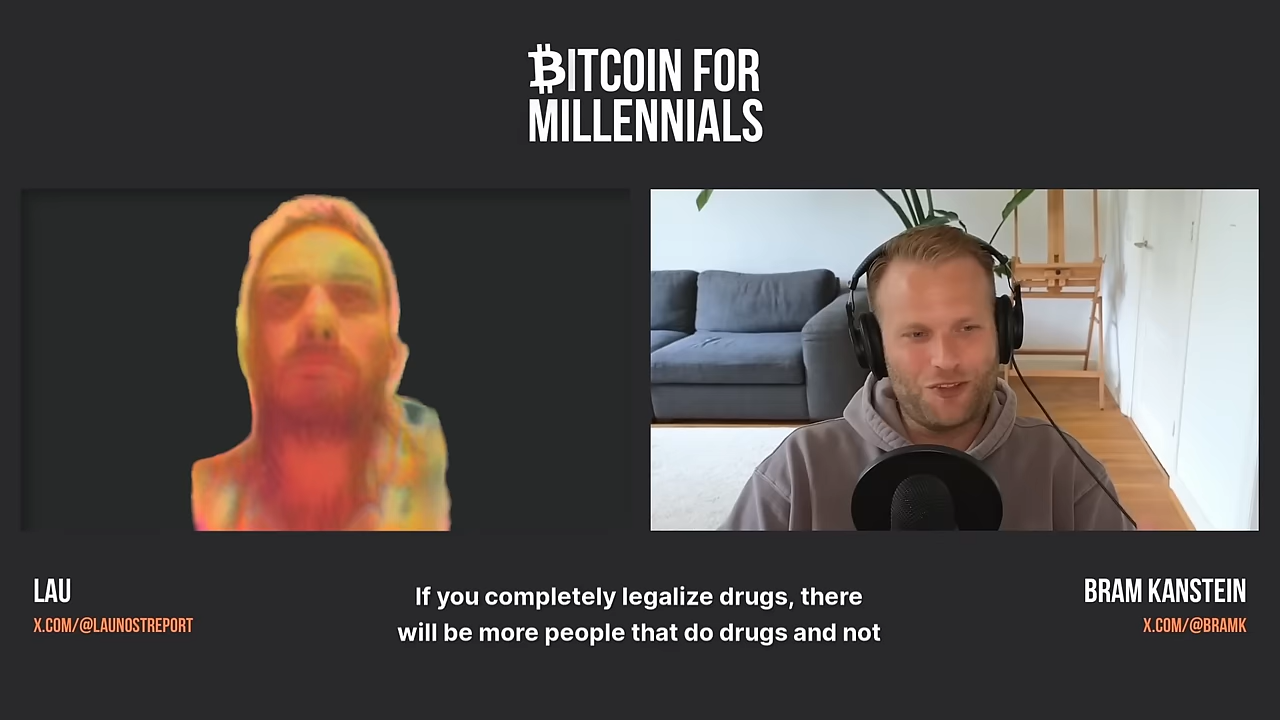 ₿ITCOIN FOR
MILLENNIALS
LAU
X.COM/@LAUNOSTREPORT
If you completely legalize drugs, there
will be more people that do drugs and not
BRAM KANSTEIN
X.COM/@BRAMK